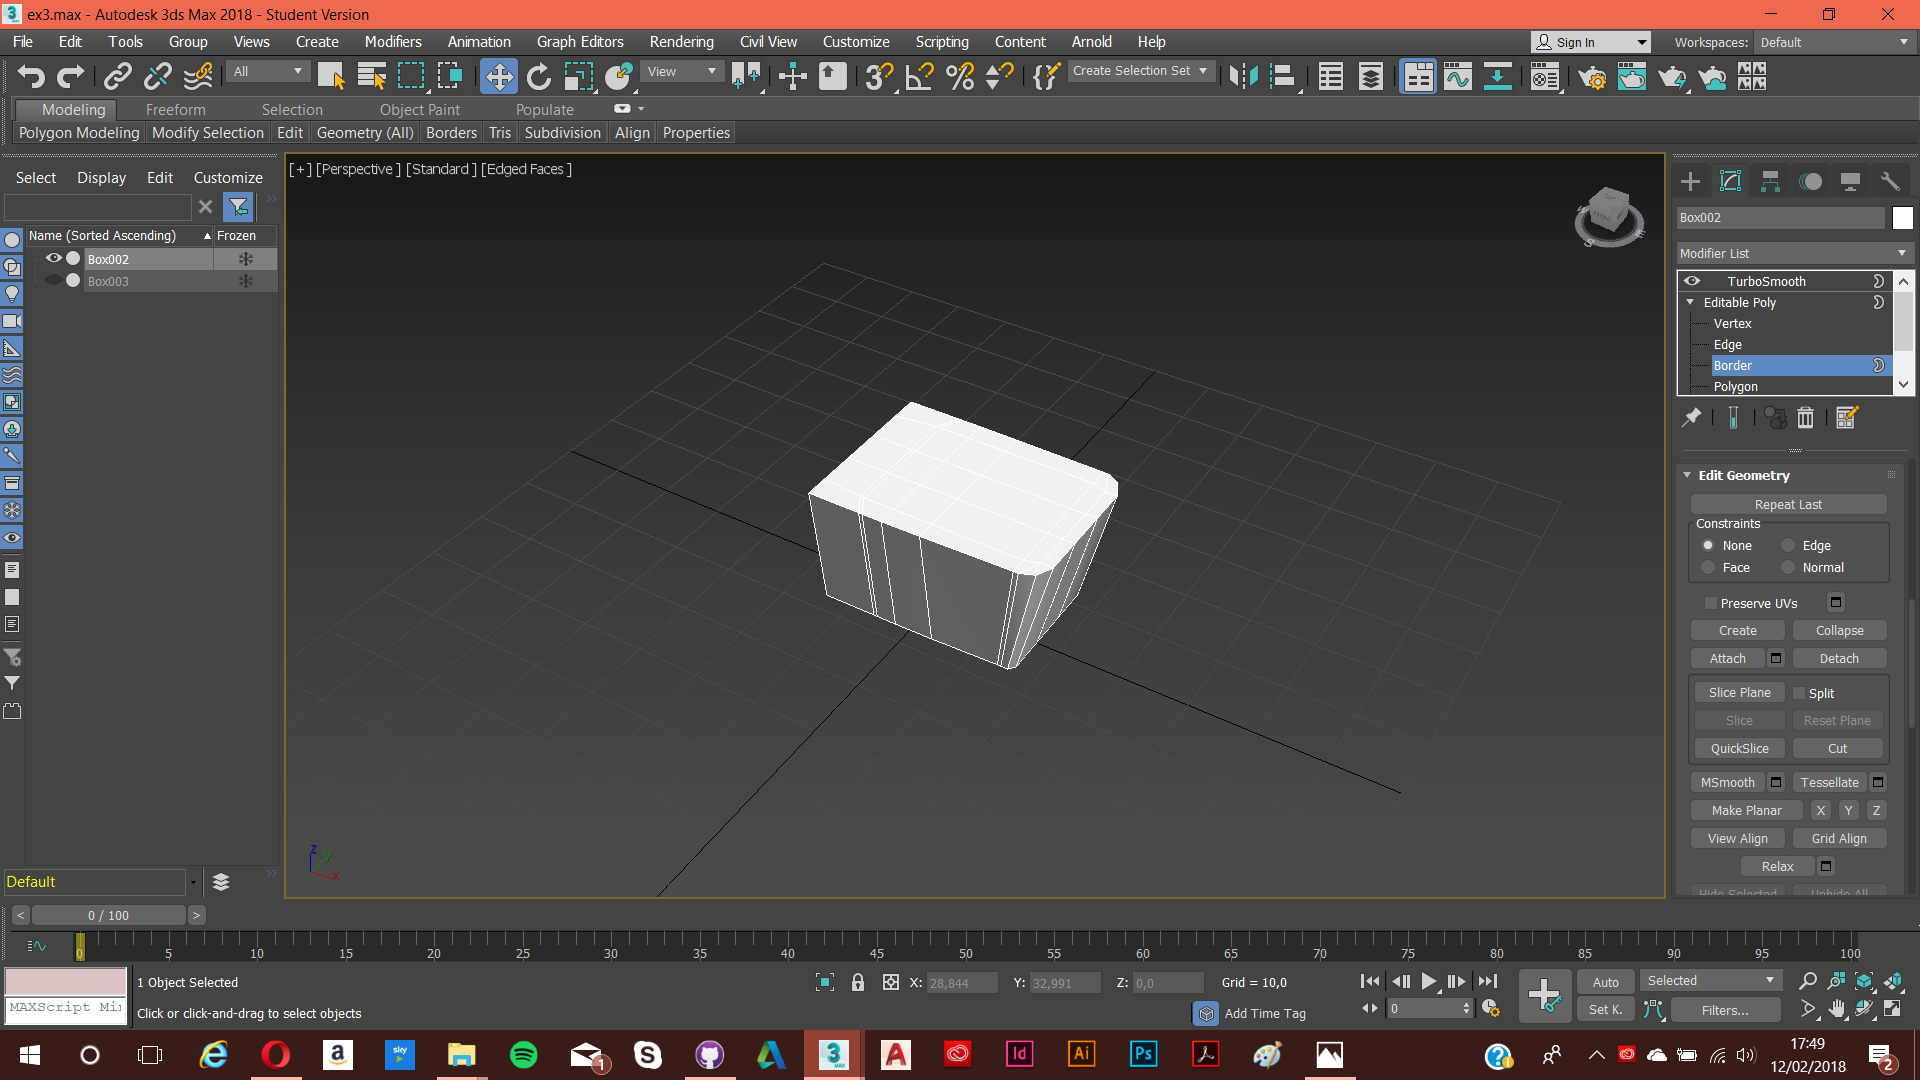 ex3.max - Autodesk 3ds Max 2018 - Student Version
File Edit Tools Group Views Create Modifiers Animation Graph Editors Rendering Civil View Customize Scripting Content Arnold Help
Sign In Workspaces: Default
All View Create Selection Set
Modeling Freeform Selection Object Paint Populate
Polygon Modeling Modify Selection Edit Geometry (All) Borders Tris Subdivision Align Properties
Select Display Edit Customize
Name (Sorted Ascending) Frozen
Box002
Box003
[+] [Perspective] [Standard] [Edged Faces]
Box002
Modifier List
TurboSmooth
Editable Poly
Vertex
Edge
Border
Polygon
Edit Geometry
Repeat Last
Constraints
None Edge
Face Normal
Preserve UVs
Create Collapse
Attach Detach
Slice Plane Split
Slice Reset Plane
QuickSlice Cut
MSmooth Tessellate
Make Planar X Y Z
View Align Grid Align
Relax
Hide Selected Unhide All
z y x
Default
< 0 / 100 >
0 5 10 15 20 25 30 35 40 45 50 55 60 65 70 75 80 85 90 95 100
1 Object Selected X: 28,844 Y: 32,991 Z: 0,0 Grid = 10,0 Auto Selected
MAXScript Mi
Click or click-and-drag to select objects Add Time Tag 0 Set K. Filters...
17:49
12/02/2018